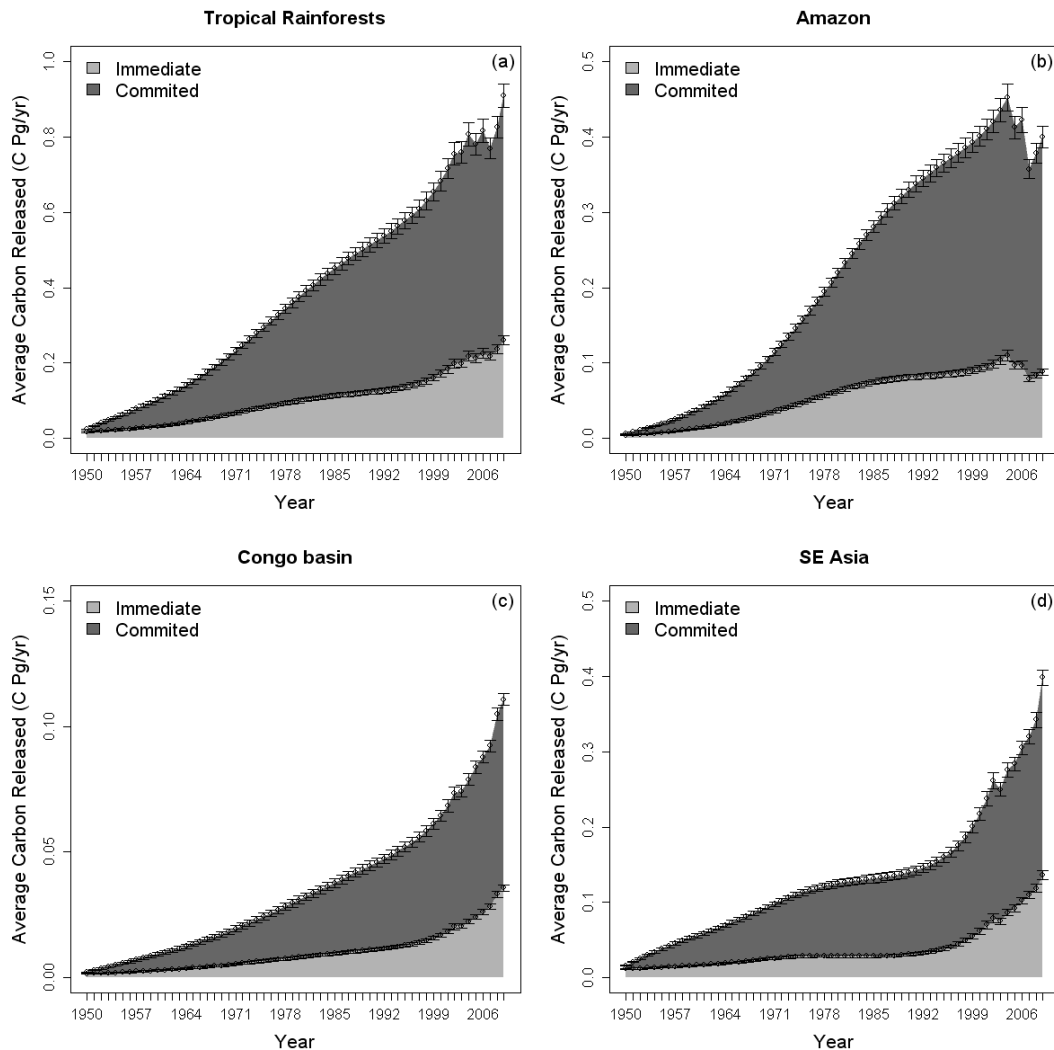 Tropical Rainforests
(a)
Immediate
Commited
Average Carbon Released (C Pg/yr)
1.0
0.8
0.6
0.4
0.2
0.0
1950 1957 1964 1971 1978 1985 1992 1999 2006
Year
Amazon
(b)
Immediate
Commited
Average Carbon Released (C Pg/yr)
0.5
0.4
0.3
0.2
0.1
0.0
1950 1957 1964 1971 1978 1985 1992 1999 2006
Year
Congo basin
(c)
Immediate
Commited
Average Carbon Released (C Pg/yr)
0.15
0.10
0.05
0.00
1950 1957 1964 1971 1978 1985 1992 1999 2006
Year
SE Asia
(d)
Immediate
Commited
Average Carbon Released (C Pg/yr)
0.5
0.4
0.3
0.2
0.1
0.0
1950 1957 1964 1971 1978 1985 1992 1999 2006
Year